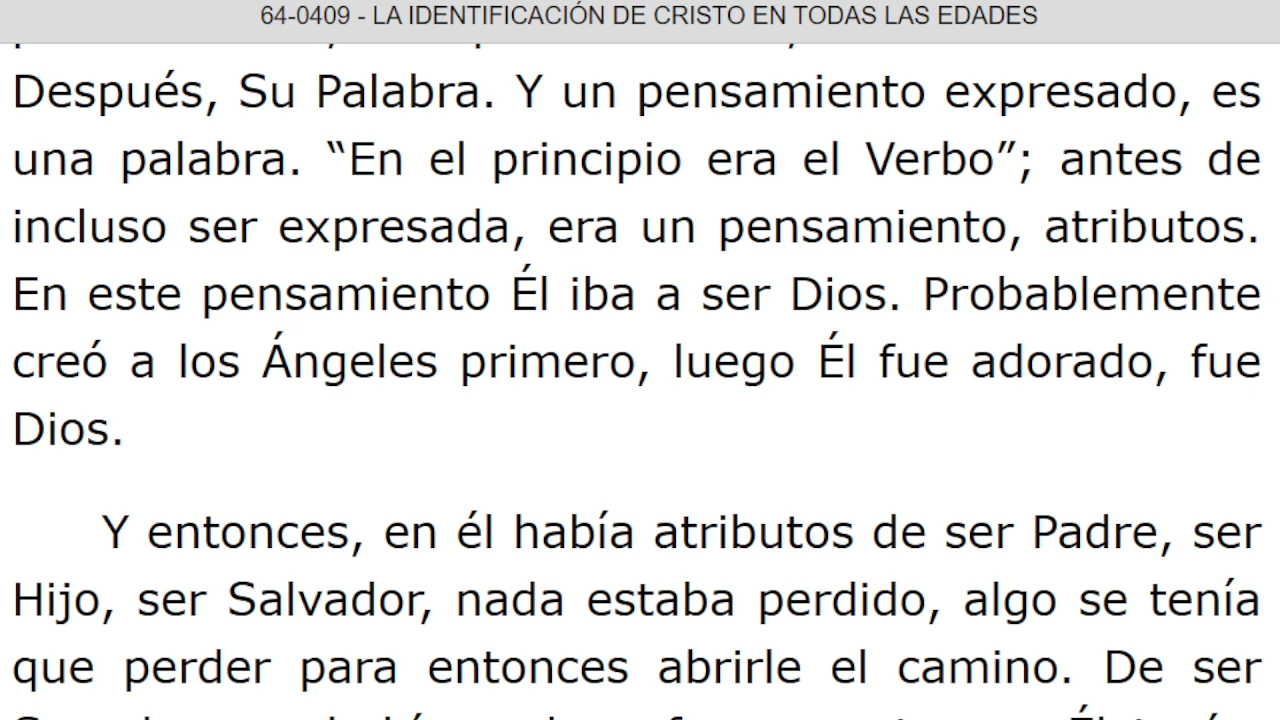 64-0409 - LA IDENTIFICACIÓN DE CRISTO EN TODAS LAS EDADES
Después, Su Palabra. Y un pensamiento expresado, es
una palabra. “En el principio era el Verbo”; antes de
incluso ser expresada, era un pensamiento, atributos.
En este pensamiento Él iba a ser Dios. Probablemente
creó a los Ángeles primero, luego Él fue adorado, fue
Dios.
Y entonces, en él había atributos de ser Padre, ser
Hijo, ser Salvador, nada estaba perdido, algo se tenía
que perder para entonces abrirle el camino. De ser